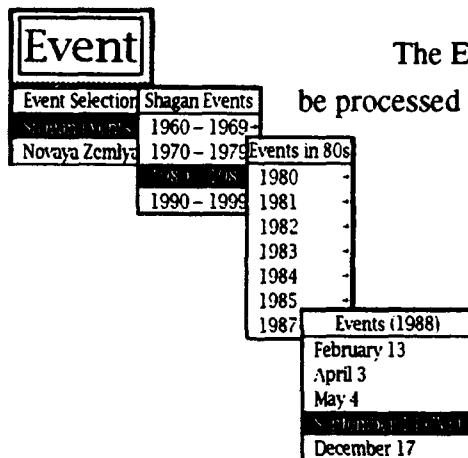 Event
The E
be processed
Event Selection
Novaya Zemlya
Shagan Events
1960 – 1969
1970 – 1979
1990 – 1999
Events in 80s
1980
1981
1982
1983
1984
1985
1987
Events (1988)
February 13
April 3
May 4
December 17